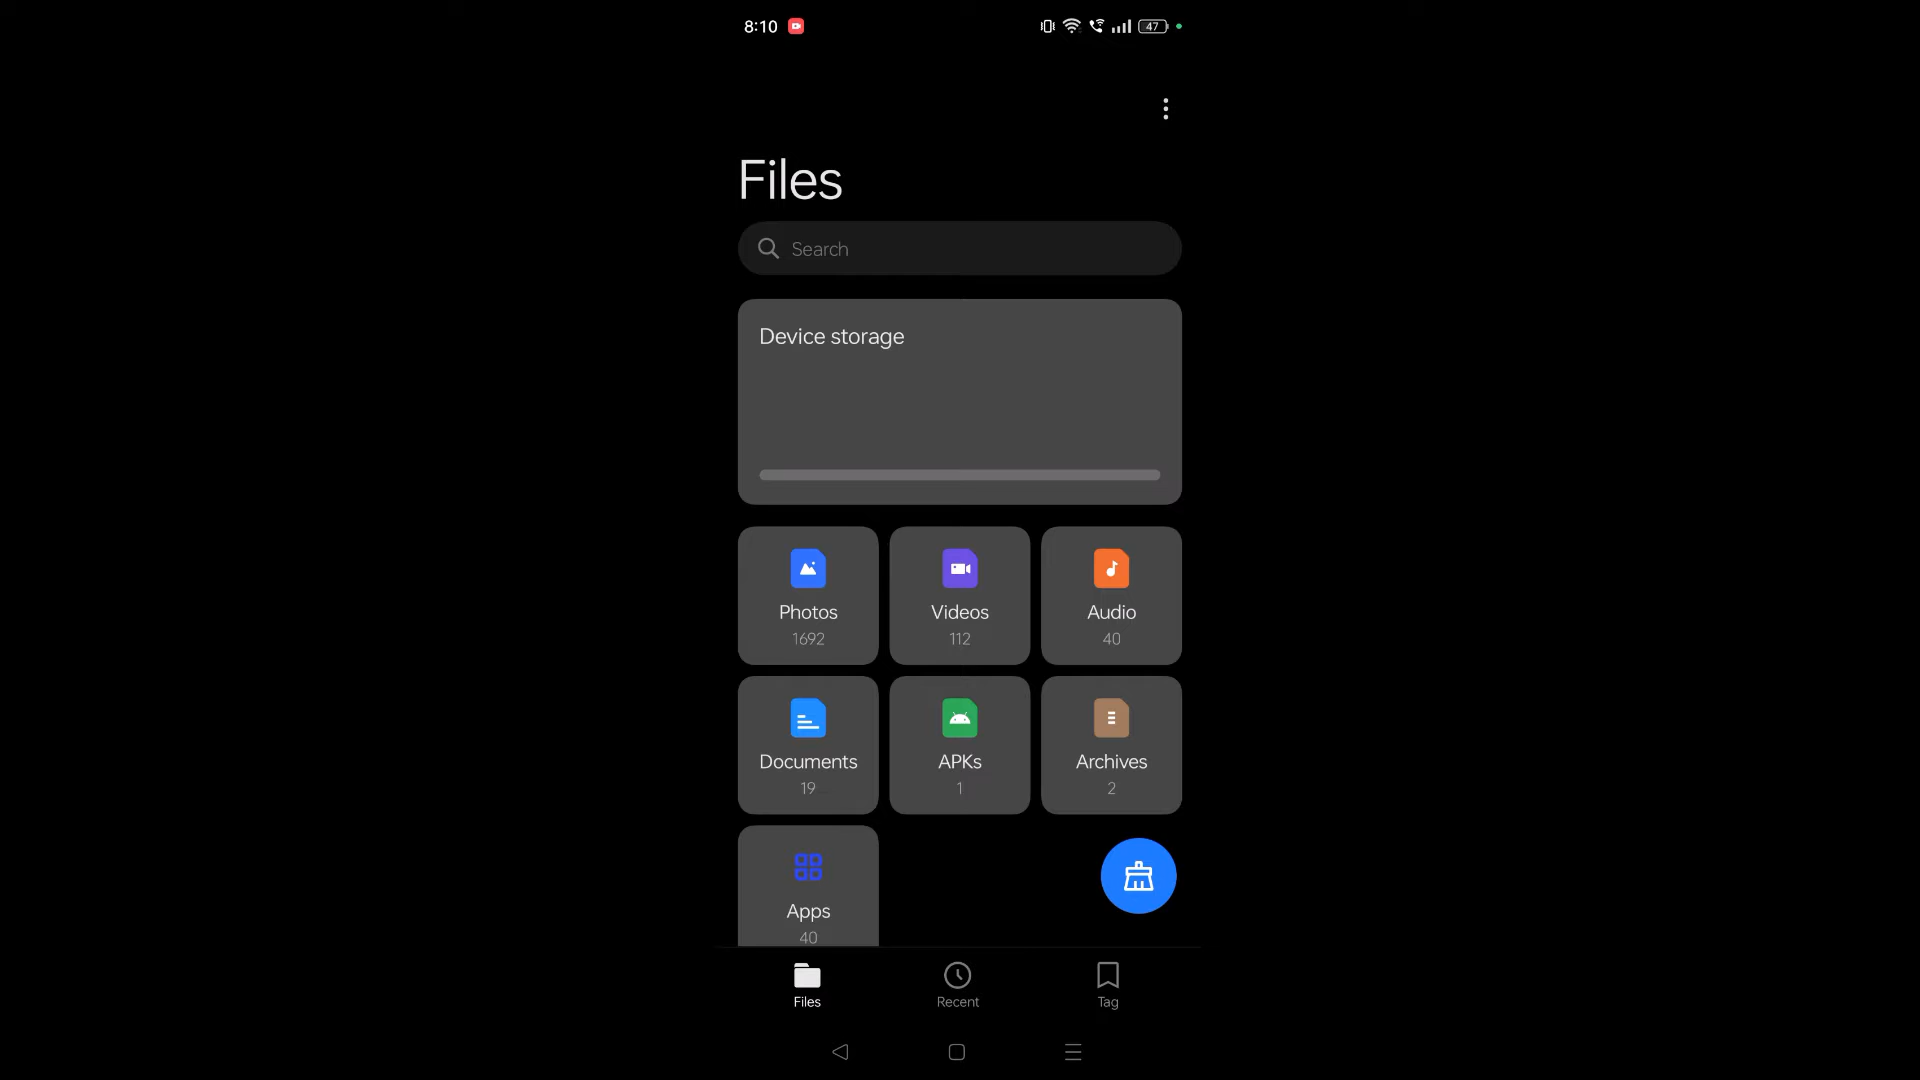 8:10
47
Files
Search
Device storage
Photos
1692
Videos
112
Audio
40
Documents
19
APKs
1
Archives
2
Apps
40
Files
Recent
Tag